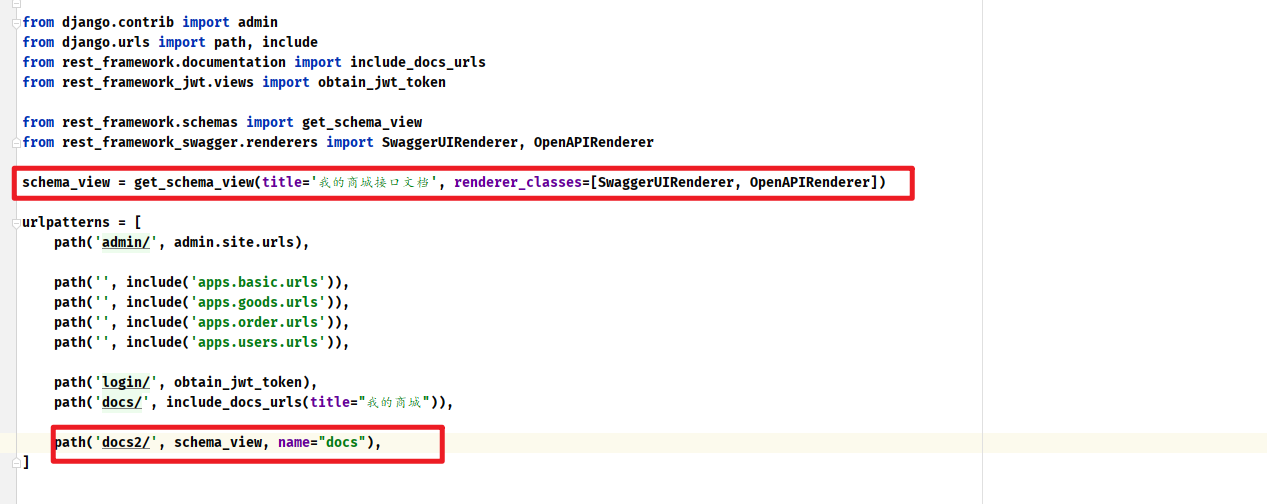 from django.contrib import admin
from django.urls import path, include
from rest_framework.documentation import include_docs_urls
from rest_framework_jwt.views import obtain_jwt_token
from rest_framework.schemas import get_schema_view
from rest_framework_swagger.renderers import SwaggerUIRenderer, OpenAPIRenderer
schema_view = get_schema_view(title='我的商城接口文档', renderer_classes=[SwaggerUIRenderer, OpenAPIRenderer])
urlpatterns = [
    path('admin/', admin.site.urls),
    path('', include('apps.basic.urls')),
    path('', include('apps.goods.urls')),
    path('', include('apps.order.urls')),
    path('', include('apps.users.urls')),
    path('login/', obtain_jwt_token),
    path('docs/', include_docs_urls(title="我的商城")),
    path('docs2/', schema_view, name="docs"),
]